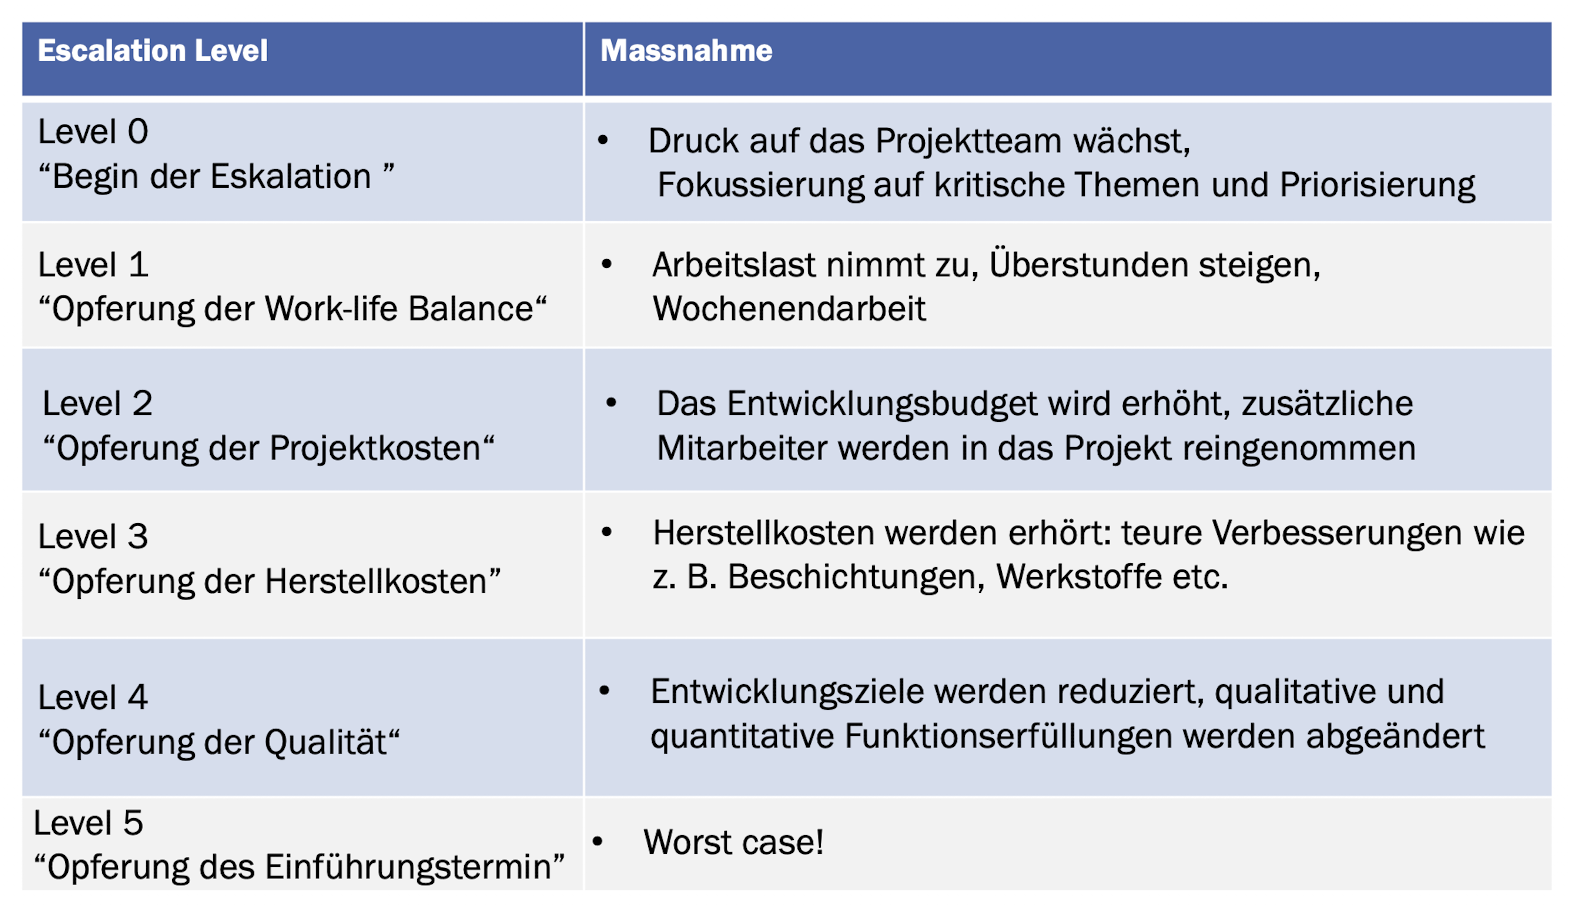 Escalation Level
Massnahme
Level 0
“Begin der Eskalation ”
• Druck auf das Projektteam wächst,
Fokussierung auf kritische Themen und Priorisierung
Level 1
“Opferung der Work-life Balance“
• Arbeitslast nimmt zu, Überstunden steigen,
Wochenendarbeit
Level 2
“Opferung der Projektkosten“
• Das Entwicklungsbudget wird erhöht, zusätzliche
Mitarbeiter werden in das Projekt reingenommen
Level 3
“Opferung der Herstellkosten”
• Herstellkosten werden erhört: teure Verbesserungen wie
z. B. Beschichtungen, Werkstoffe etc.
Level 4
“Opferung der Qualität“
• Entwicklungsziele werden reduziert, qualitative und
quantitative Funktionserfüllungen werden abgeändert
Level 5
“Opferung des Einführungstermin”
• Worst case!